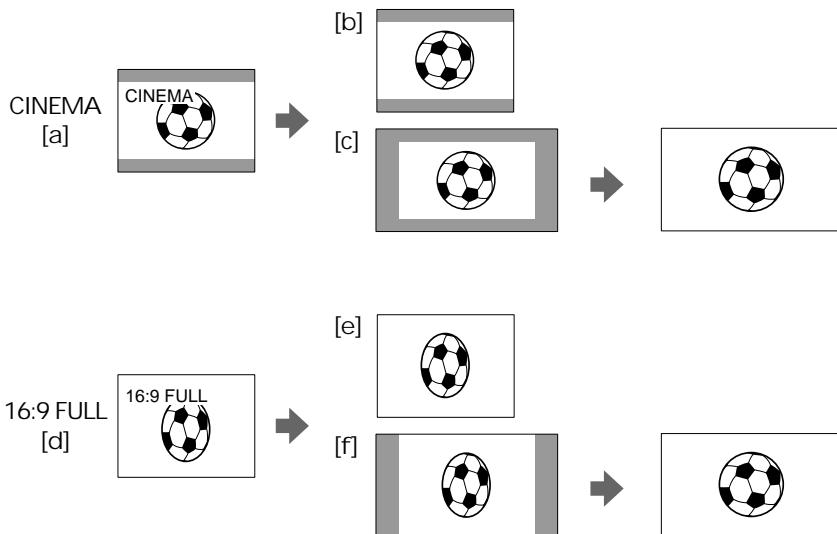 [b]
CINEMA
CINEMA
[a]
[c]
[e]
16:9 FULL
16:9 FULL
[d]
[f]